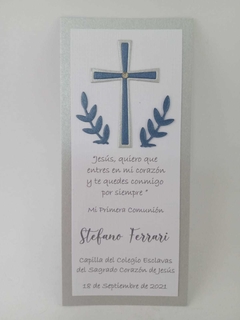 "Jesús, quiero que
entres en mi corazón
y te quedes conmigo
por siempre "
Mi Primera Comunión
Stefano Ferrari
Capilla del Colegio Esclavas
del Sagrado Corazón de Jesús
18 de Septiembre de 2021